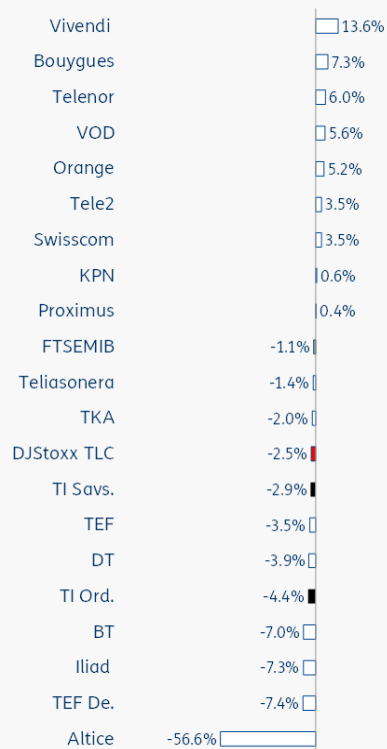 Vivendi 13.6%
Bouygues 7.3%
Telenor 6.0%
VOD 5.6%
Orange 5.2%
Tele2 3.5%
Swisscom 3.5%
KPN 0.6%
Proximus 0.4%
FTSEMIB -1.1%
Teliasonera -1.4%
TKA -2.0%
DJStoxx TLC -2.5%
TI Savs. -2.9%
TEF -3.5%
DT -3.9%
TI Ord. -4.4%
BT -7.0%
Iliad -7.3%
TEF De. -7.4%
Altice -56.6%